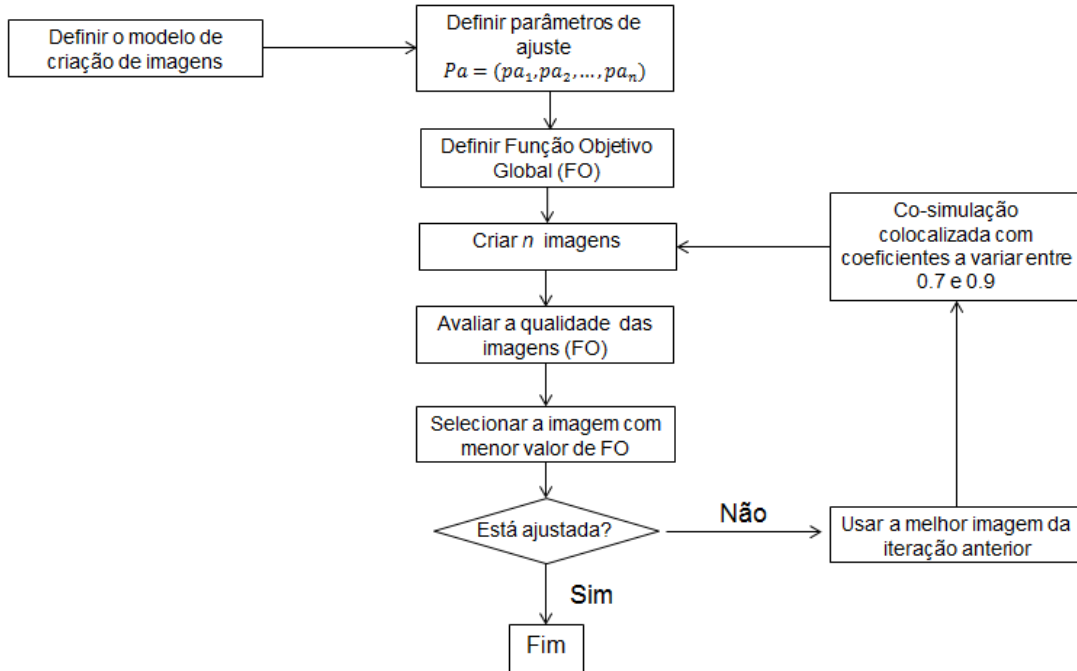 Definir o modelo de
criação de imagens
Definir parâmetros de
ajuste
Pa = (pa₁,pa₂,...,paₙ)
Definir Função Objetivo
Global (FO)
Criar n imagens
Co-simulação
colocalizada com
coeficientes a variar entre
0.7 e 0.9
Avaliar a qualidade das
imagens (FO)
Selecionar a imagem com
menor valor de FO
Está ajustada?
Não
Usar a melhor imagem da
iteração anterior
Sim
Fim